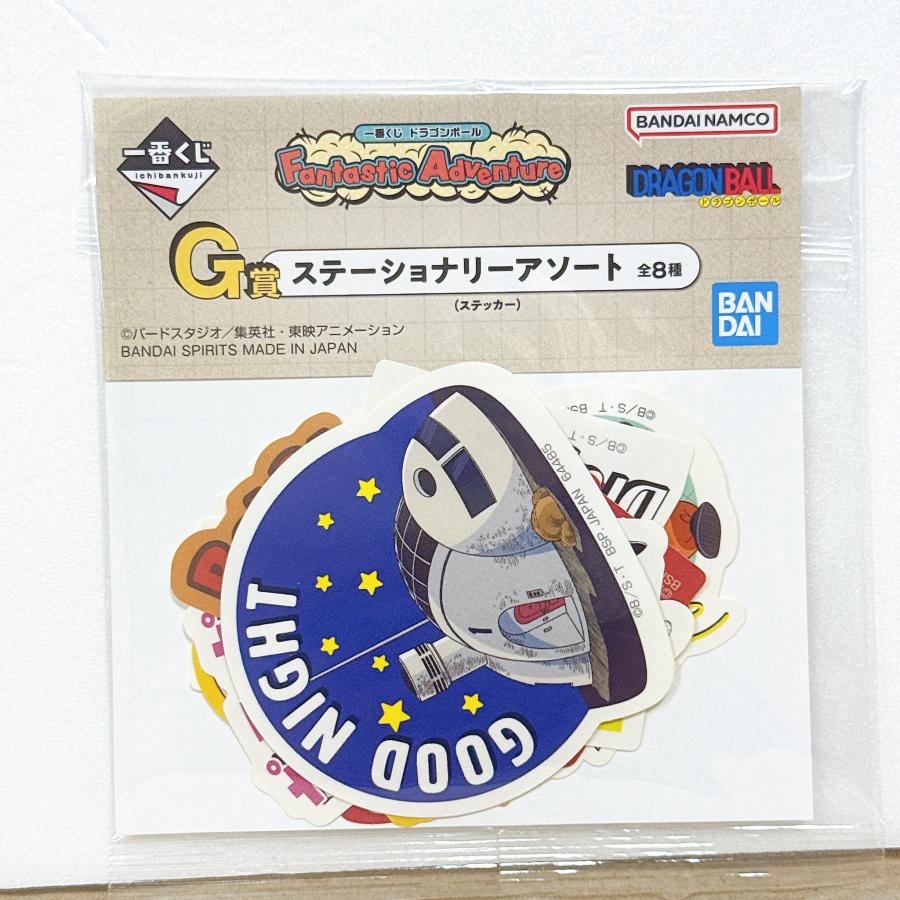 一番くじ
ichibankuji
一番くじ ドラゴンボール
Fantastic Adventure
BANDAI NAMCO
DRAGON BALL
ドラゴンボール
G賞 ステーショナリーアソート 全8種
(ステッカー)
BAN
DAI
©バードスタジオ/集英社・東映アニメーション
BANDAI SPIRITS MADE IN JAPAN
GOOD NIGHT
©B/S・T BSP. JAPAN 64485
©B/S・T BS
©B/S・T